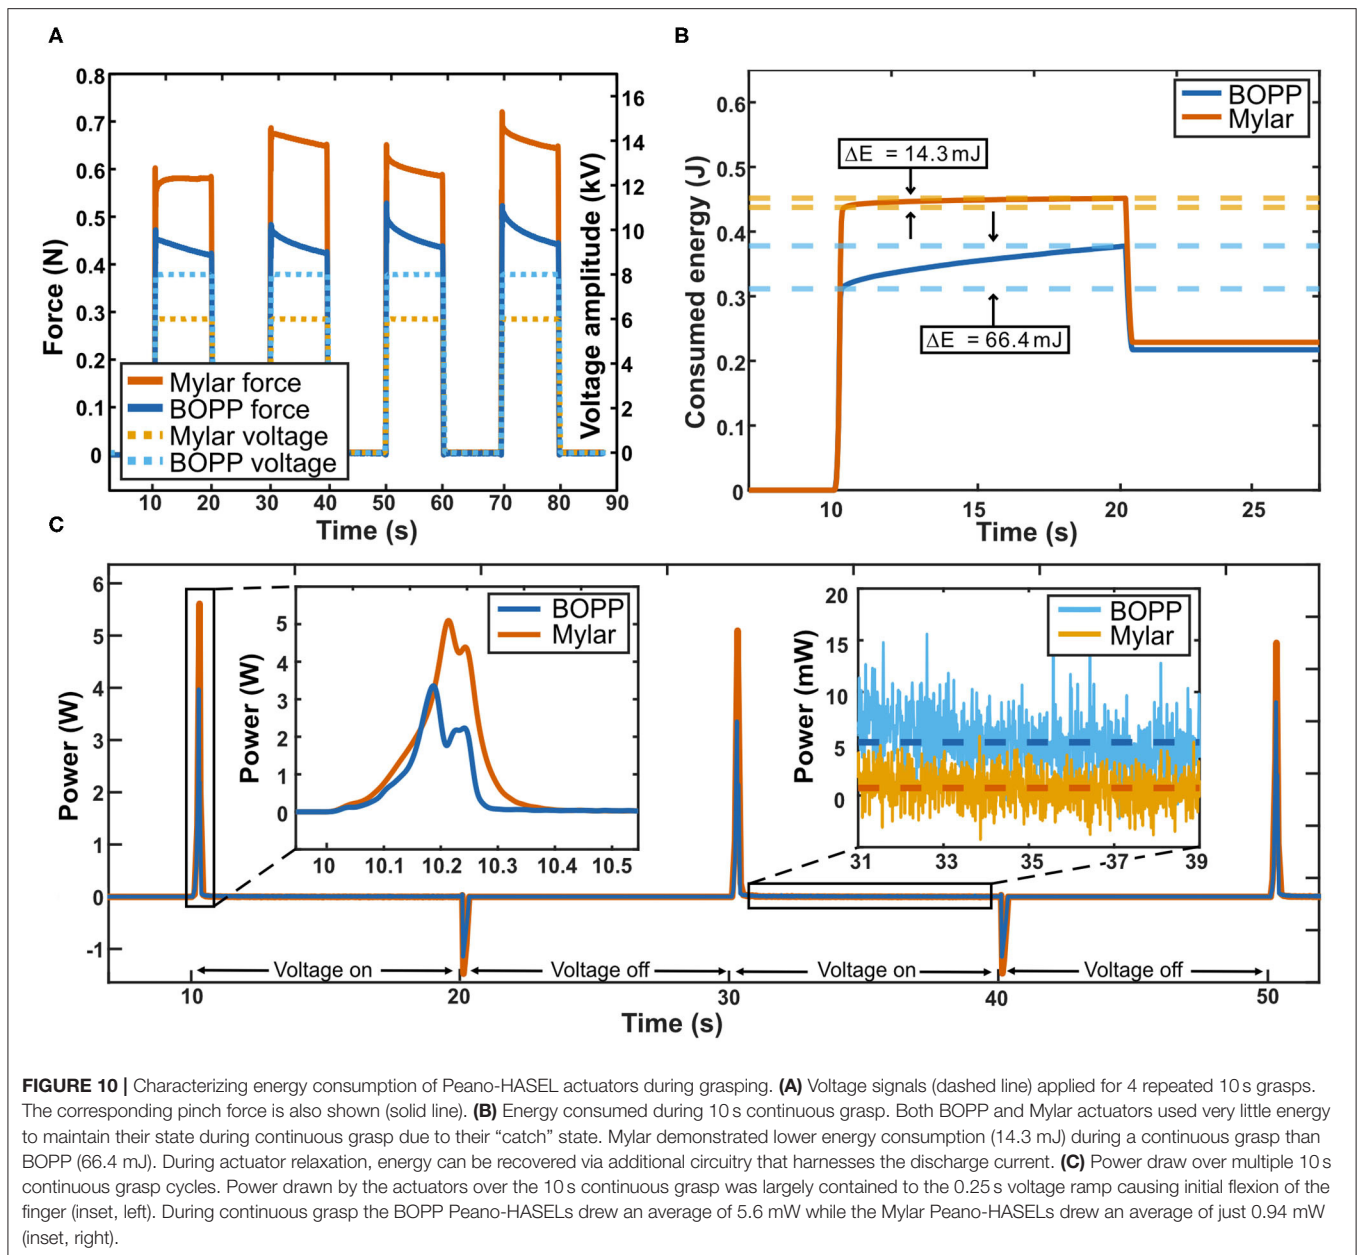 A
0.8
0.7
0.6
0.5
0.4
0.3
0.2
0.1
0
Force (N)
16
14
12
10
8
6
4
2
0
Voltage amplitude (kV)
Mylar force
BOPP force
Mylar voltage
BOPP voltage
10 20 30 40 50 60 70 80 90
Time (s)
B
0.6
0.5
0.4
0.3
0.2
0.1
0
Consumed energy (J)
BOPP
Mylar
ΔE = 14.3 mJ
ΔE = 66.4 mJ
10 15 20 25
Time (s)
C
6
5
4
3
2
1
0
-1
Power (W)
5
4
3
2
1
0
Power (W)
BOPP
Mylar
10 10.1 10.2 10.3 10.4 10.5
20
15
10
5
0
Power (mW)
BOPP
Mylar
31 33 35 37 39
Voltage on Voltage off Voltage on Voltage off
10 20 30 40 50
Time (s)
FIGURE 10 | Characterizing energy consumption of Peano-HASEL actuators during grasping. (A) Voltage signals (dashed line) applied for 4 repeated 10 s grasps.
The corresponding pinch force is also shown (solid line). (B) Energy consumed during 10 s continuous grasp. Both BOPP and Mylar actuators used very little energy
to maintain their state during continuous grasp due to their “catch” state. Mylar demonstrated lower energy consumption (14.3 mJ) during a continuous grasp than
BOPP (66.4 mJ). During actuator relaxation, energy can be recovered via additional circuitry that harnesses the discharge current. (C) Power draw over multiple 10 s
continuous grasp cycles. Power drawn by the actuators over the 10 s continuous grasp was largely contained to the 0.25 s voltage ramp causing initial flexion of the
finger (inset, left). During continuous grasp the BOPP Peano-HASELs drew an average of 5.6 mW while the Mylar Peano-HASELs drew an average of just 0.94 mW
(inset, right).